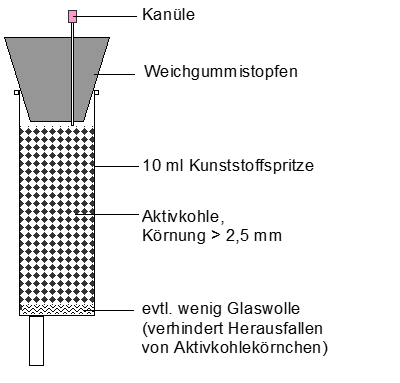 Kanüle
Weichgummistopfen
10 ml Kunststoffspritze
Aktivkohle,
Körnung > 2,5 mm
evtl. wenig Glaswolle
(verhindert Herausfallen
von Aktivkohlekörnchen)